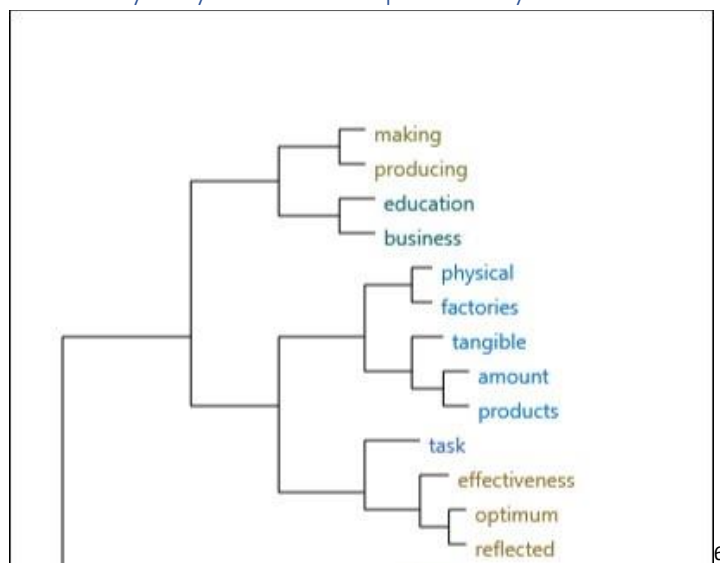 making
producing
education
business
physical
factories
tangible
amount
products
task
effectiveness
optimum
reflected